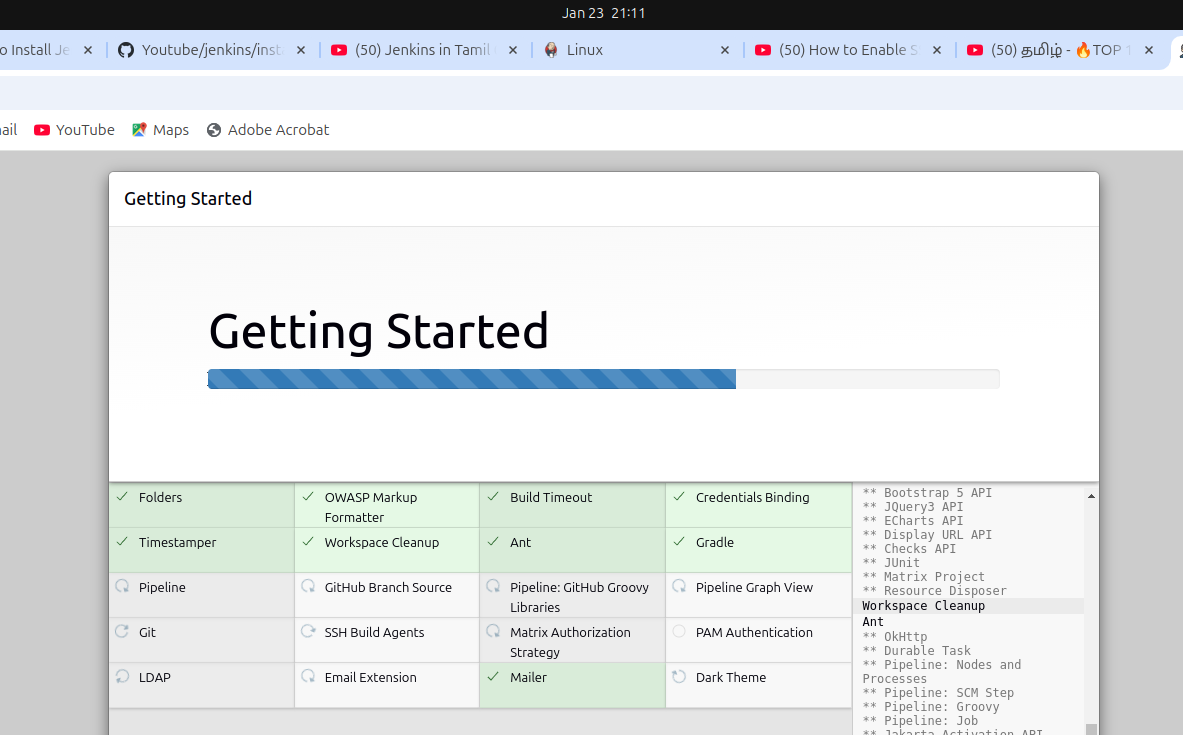 Jan 23 21:11
o Install Je
Youtube/jenkins/insta
(50) Jenkins in Tamil
Linux
(50) How to Enable S
(50) தமிழ் - 🔥TOP 1
ail
YouTube
Maps
Adobe Acrobat
Getting Started
Getting Started
Folders
OWASP Markup
Formatter
Build Timeout
Credentials Binding
Timestamper
Workspace Cleanup
Ant
Gradle
Pipeline
GitHub Branch Source
Pipeline: GitHub Groovy
Libraries
Pipeline Graph View
Git
SSH Build Agents
Matrix Authorization
Strategy
PAM Authentication
LDAP
Email Extension
Mailer
Dark Theme
** Bootstrap 5 API
** JQuery3 API
** ECharts API
** Display URL API
** Checks API
** JUnit
** Matrix Project
** Resource Disposer
Workspace Cleanup
Ant
** OkHttp
** Durable Task
** Pipeline: Nodes and
Processes
** Pipeline: SCM Step
** Pipeline: Groovy
** Pipeline: Job
** Jakarta Activation API